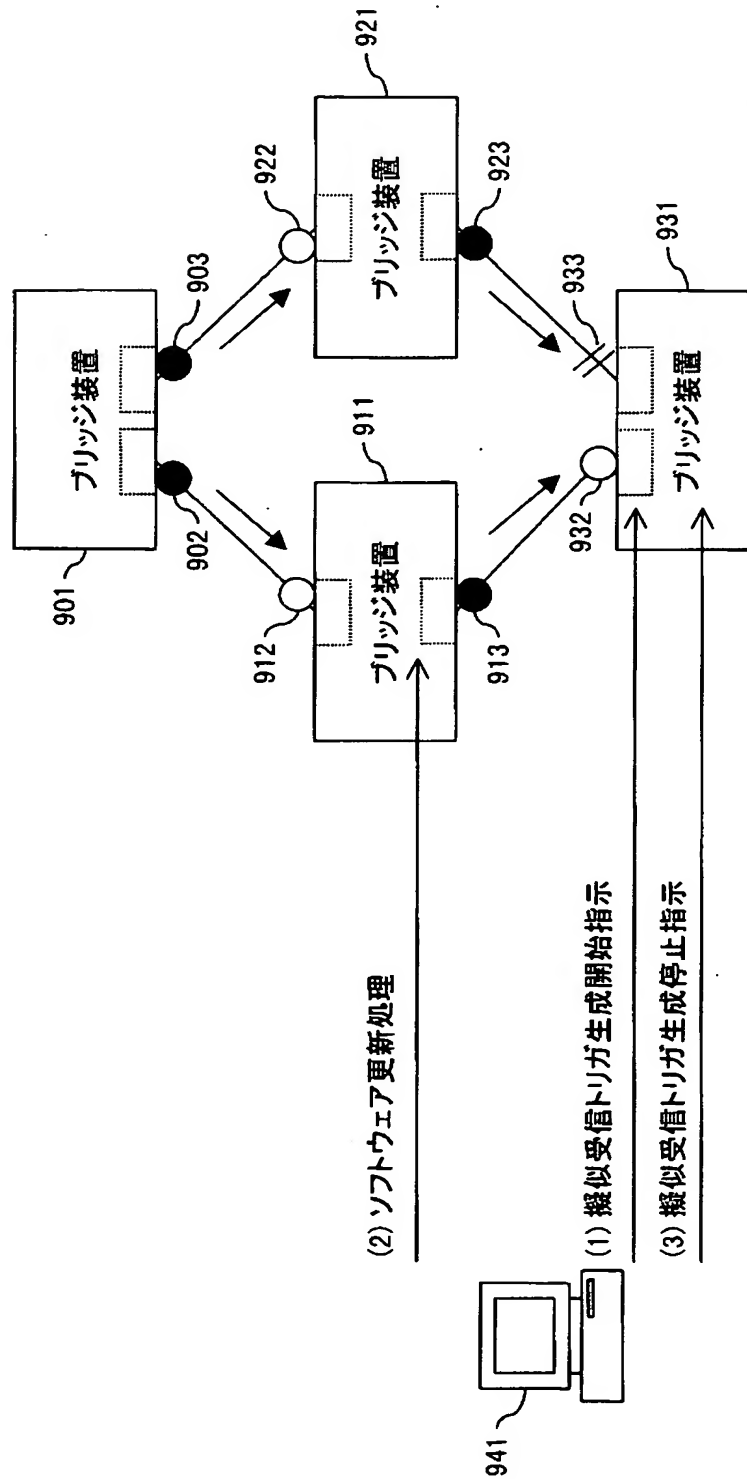 901
ブリッジ装置
902
903
912
922
911
ブリッジ装置
921
ブリッジ装置
913
923
933
932
931
ブリッジ装置
(2) ソフトウェア更新処理
(1) 擬似受信トリガ生成開始指示
(3) 擬似受信トリガ生成停止指示
941